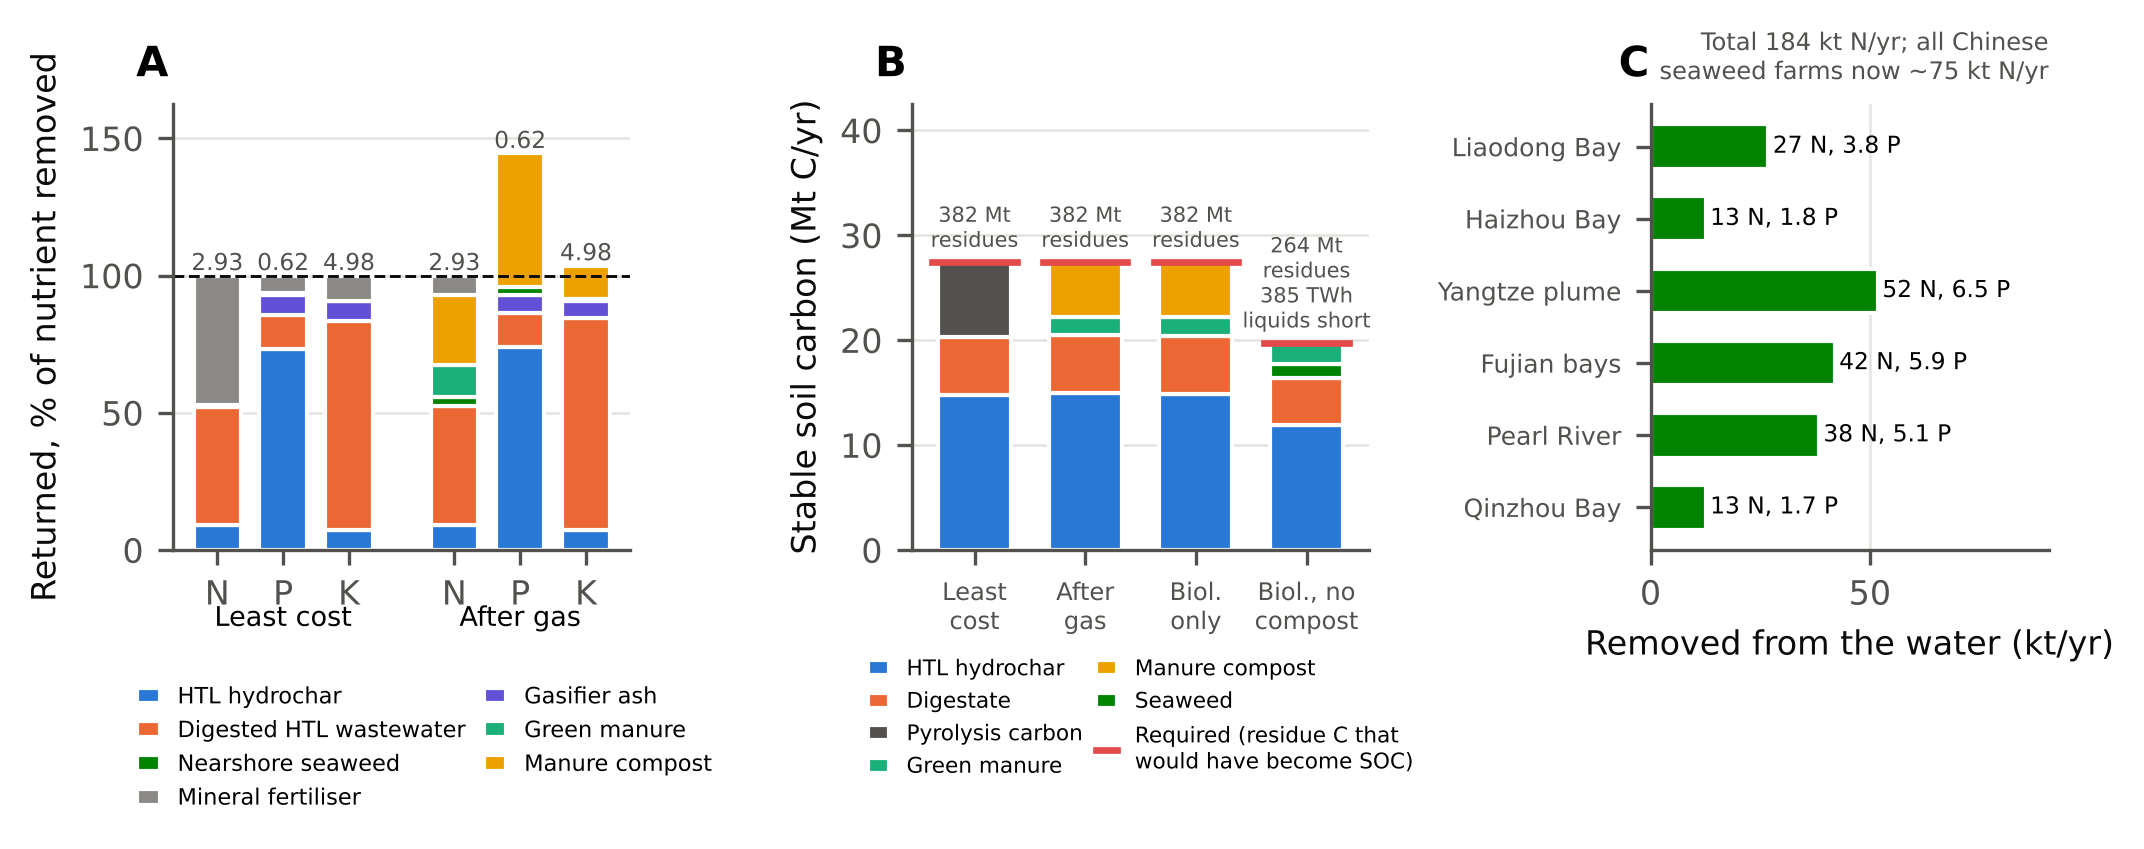 A
Returned, % of nutrient removed
150
100
50
0
2.93 0.62 4.98
2.93
0.62
4.98
N P K
N P K
Least cost
After gas
HTL hydrochar
Digested HTL wastewater
Nearshore seaweed
Mineral fertiliser
Gasifier ash
Green manure
Manure compost
B
Stable soil carbon (Mt C/yr)
40
30
20
10
0
382 Mt
residues
382 Mt
residues
382 Mt
residues
264 Mt
residues
385 TWh
liquids short
Least
cost
After
gas
Biol.
only
Biol., no
compost
HTL hydrochar
Digestate
Pyrolysis carbon
Green manure
Manure compost
Seaweed
Required (residue C that
would have become SOC)
C
Total 184 kt N/yr; all Chinese
seaweed farms now ~75 kt N/yr
Liaodong Bay
27 N, 3.8 P
Haizhou Bay
13 N, 1.8 P
Yangtze plume
52 N, 6.5 P
Fujian bays
42 N, 5.9 P
Pearl River
38 N, 5.1 P
Qinzhou Bay
13 N, 1.7 P
0
50
Removed from the water (kt/yr)